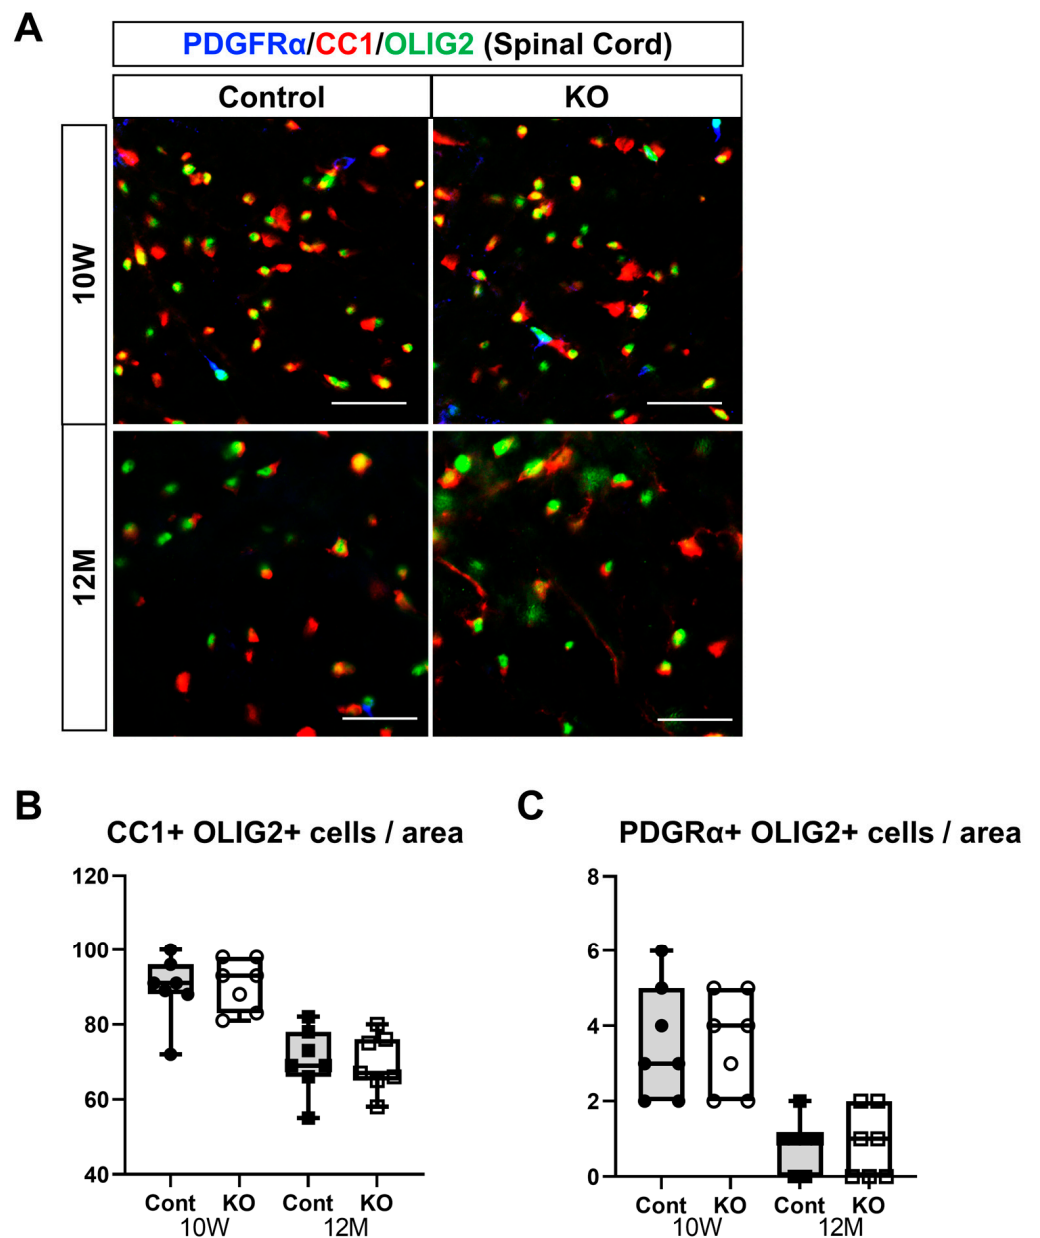 A
PDGFRα/CC1/OLIG2 (Spinal Cord)
Control KO
10W
12M
B
CC1+ OLIG2+ cells / area
120
100
80
60
40
Cont KO Cont KO
10W 12M
C
PDGRα+ OLIG2+ cells / area
8
6
4
2
0
Cont KO Cont KO
10W 12M